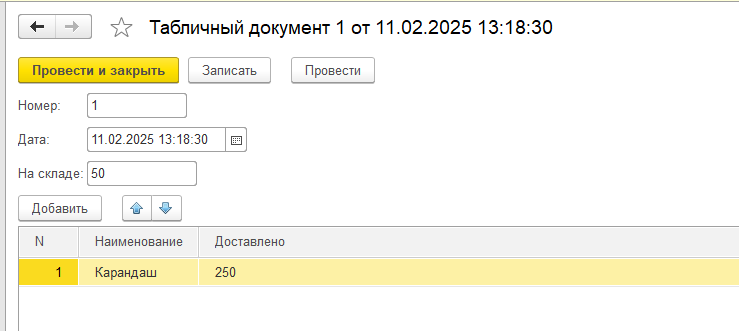 Табличный документ 1 от 11.02.2025 13:18:30
Провести и закрыть Записать Провести
Номер: 1
Дата: 11.02.2025 13:18:30
На складе: 50
Добавить
N Наименование Доставлено
1 Карандаш 250